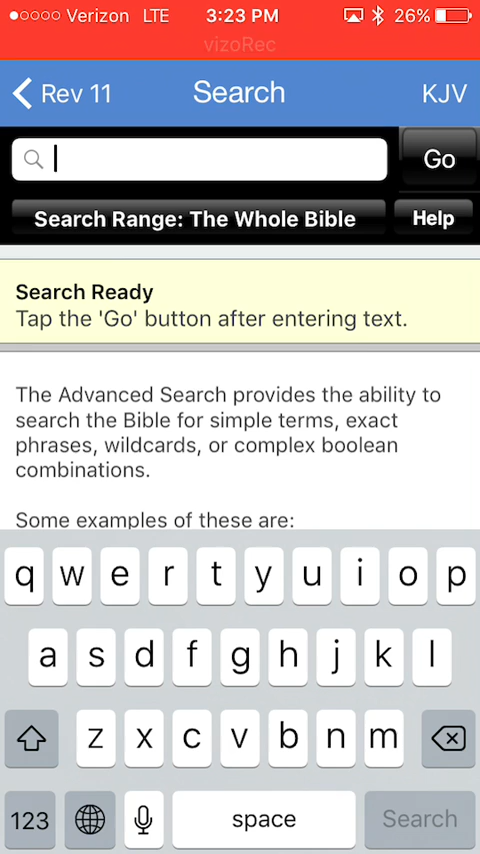 Verizon LTE 3:23 PM 26%
vizoRec
Rev 11 Search KJV
Go
Search Range: The Whole Bible Help
Search Ready
Tap the 'Go' button after entering text.
The Advanced Search provides the ability to
search the Bible for simple terms, exact
phrases, wildcards, or complex boolean
combinations.
Some examples of these are:
q w e r t y u i o p
a s d f g h j k l
z x c v b n m
123 space Search